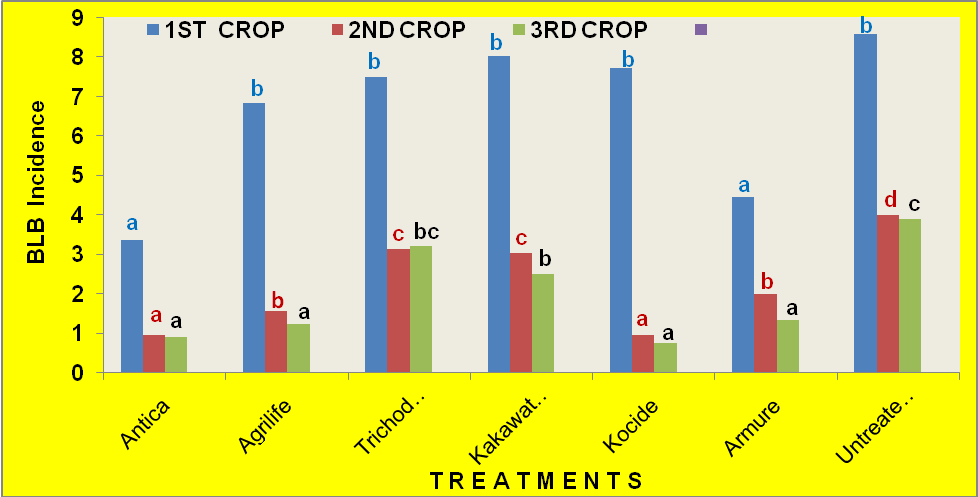 1ST CROP 2ND CROP 3RD CROP
BLB Incidence
9
8
7
6
5
4
3
2
1
0
a a a
b b a
b c bc
b c b
b a a
a b a
b d c
Antica
Agrilife
Trichod..
Kakawat..
Kocide
Armure
Untreate..
TREATMENTS